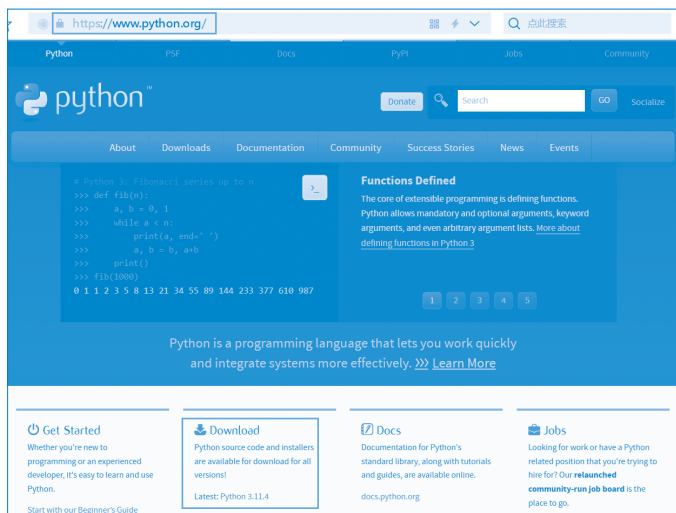 https://www.python.org/
点此搜索
Python PSF Docs PyPI Jobs Community
python™
Donate Search GO Socialize
About Downloads Documentation Community Success Stories News Events
# Python 3: Fibonacci series up to n
>>> def fib(n):
>>>     a, b = 0, 1
>>>     while a < n:
>>>         print(a, end=' ')
>>>         a, b = b, a+b
>>>     print()
>>> fib(1000)
0 1 1 2 3 5 8 13 21 34 55 89 144 233 377 610 987
>_
Functions Defined
The core of extensible programming is defining functions.
Python allows mandatory and optional arguments, keyword
arguments, and even arbitrary argument lists. More about
defining functions in Python 3
1 2 3 4 5
Python is a programming language that lets you work quickly
and integrate systems more effectively. >>> Learn More
Get Started
Whether you're new to
programming or an experienced
developer, it's easy to learn and use
Python.
Start with our Beginner's Guide
Download
Python source code and installers
are available for download for all
versions!
Latest: Python 3.11.4
Docs
Documentation for Python's
standard library, along with tutorials
and guides, are available online.
docs.python.org
Jobs
Looking for work or have a Python
related position that you're trying to
hire for? Our relaunched
community-run job board is the
place to go.